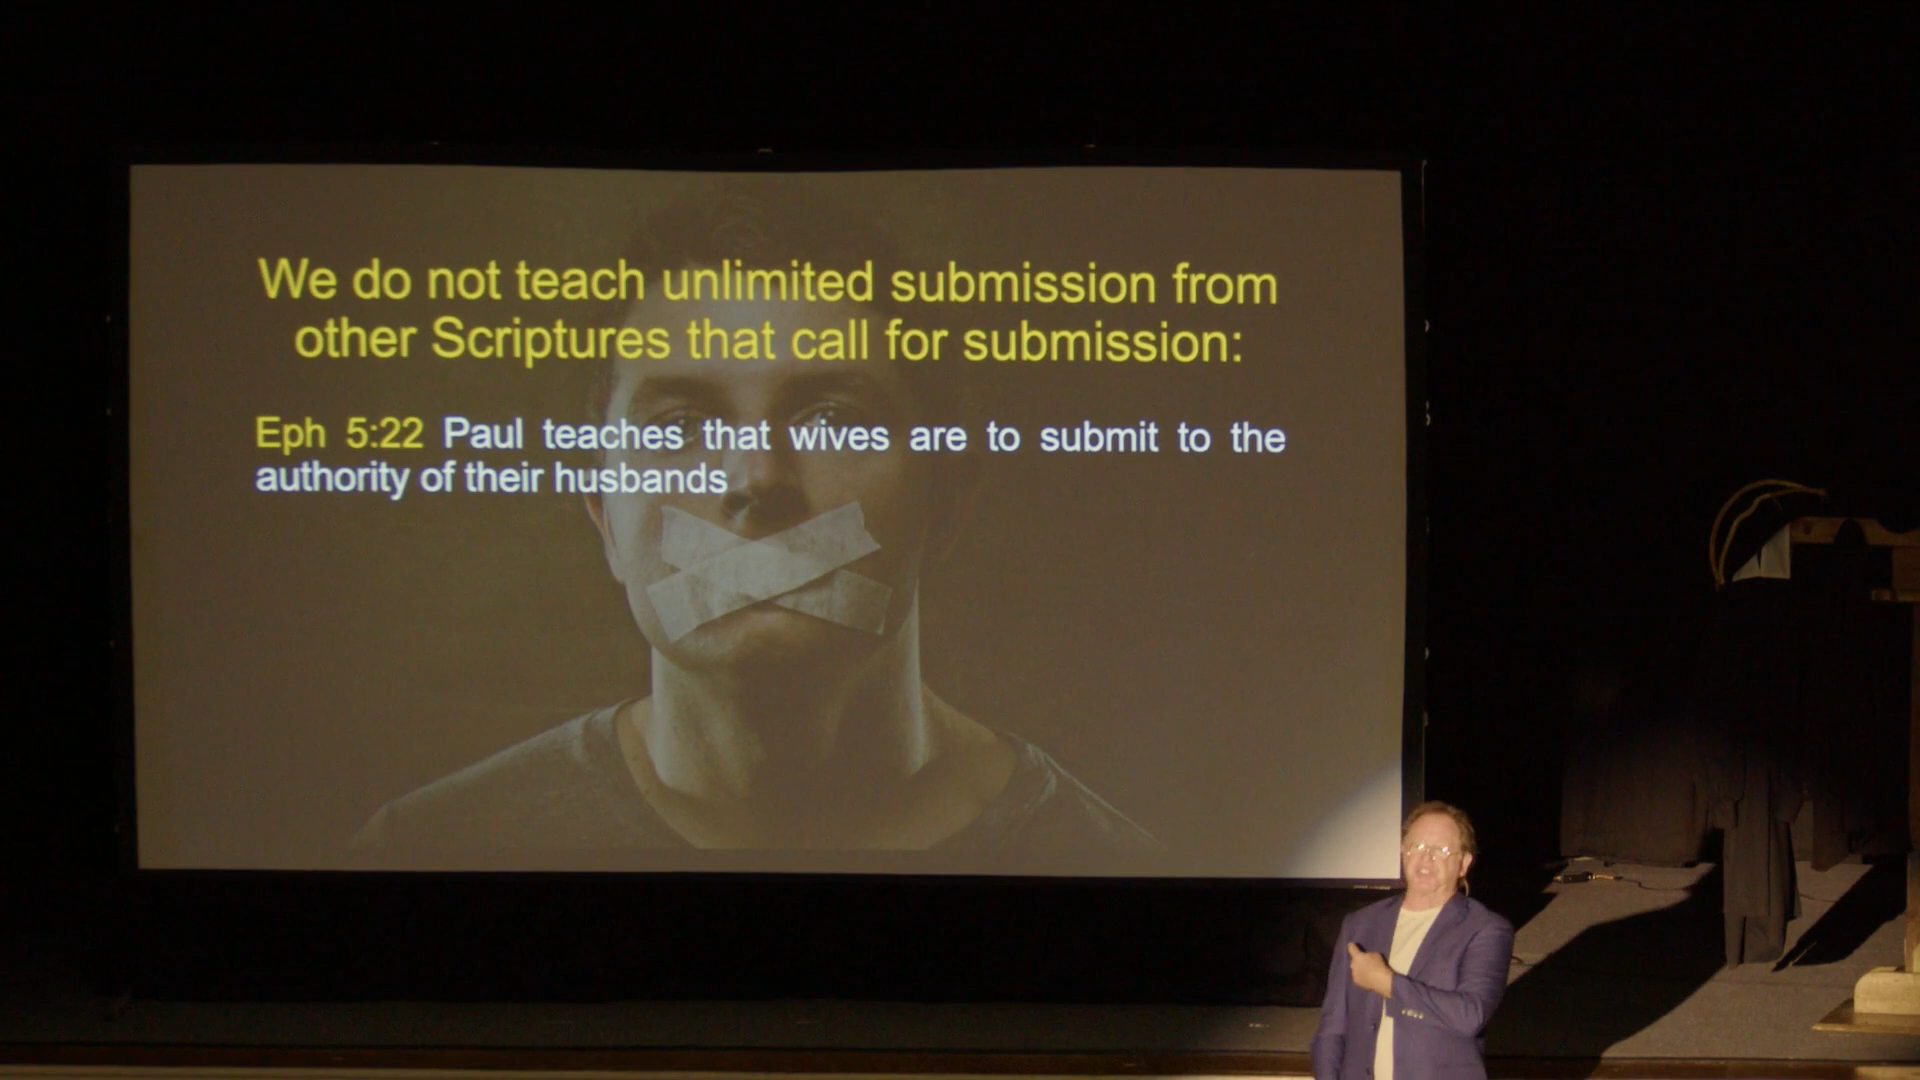 We do not teach unlimited submission from
other Scriptures that call for submission:
Eph 5:22 Paul teaches that wives are to submit to the
authority of their husbands